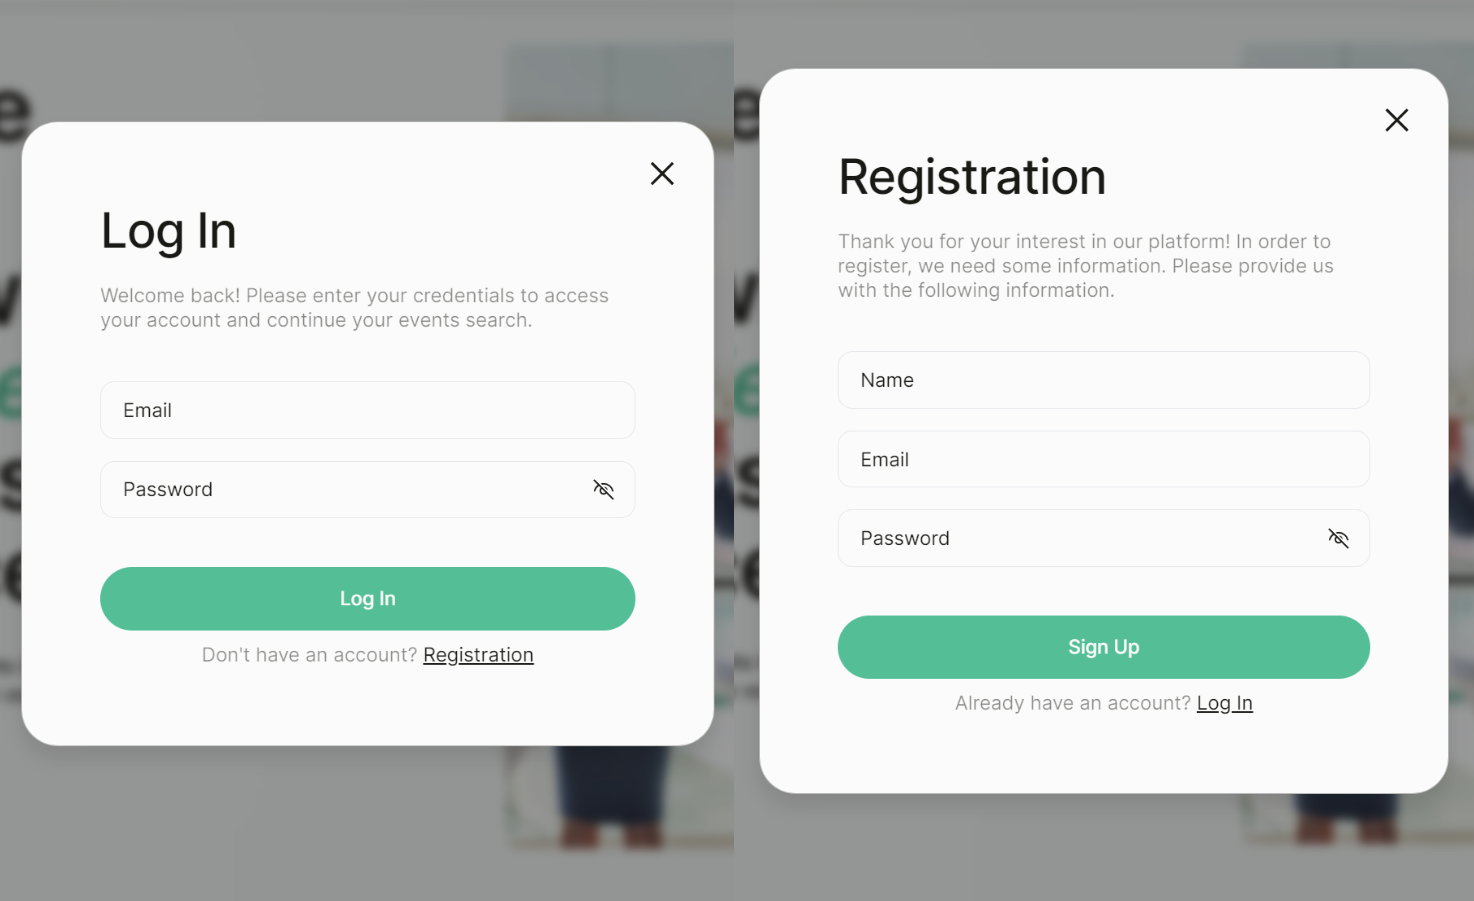 Log In
Welcome back! Please enter your credentials to access
your account and continue your events search.
Email
Password
Log In
Don't have an account? Registration
Registration
Thank you for your interest in our platform! In order to
register, we need some information. Please provide us
with the following information.
Name
Email
Password
Sign Up
Already have an account? Log In